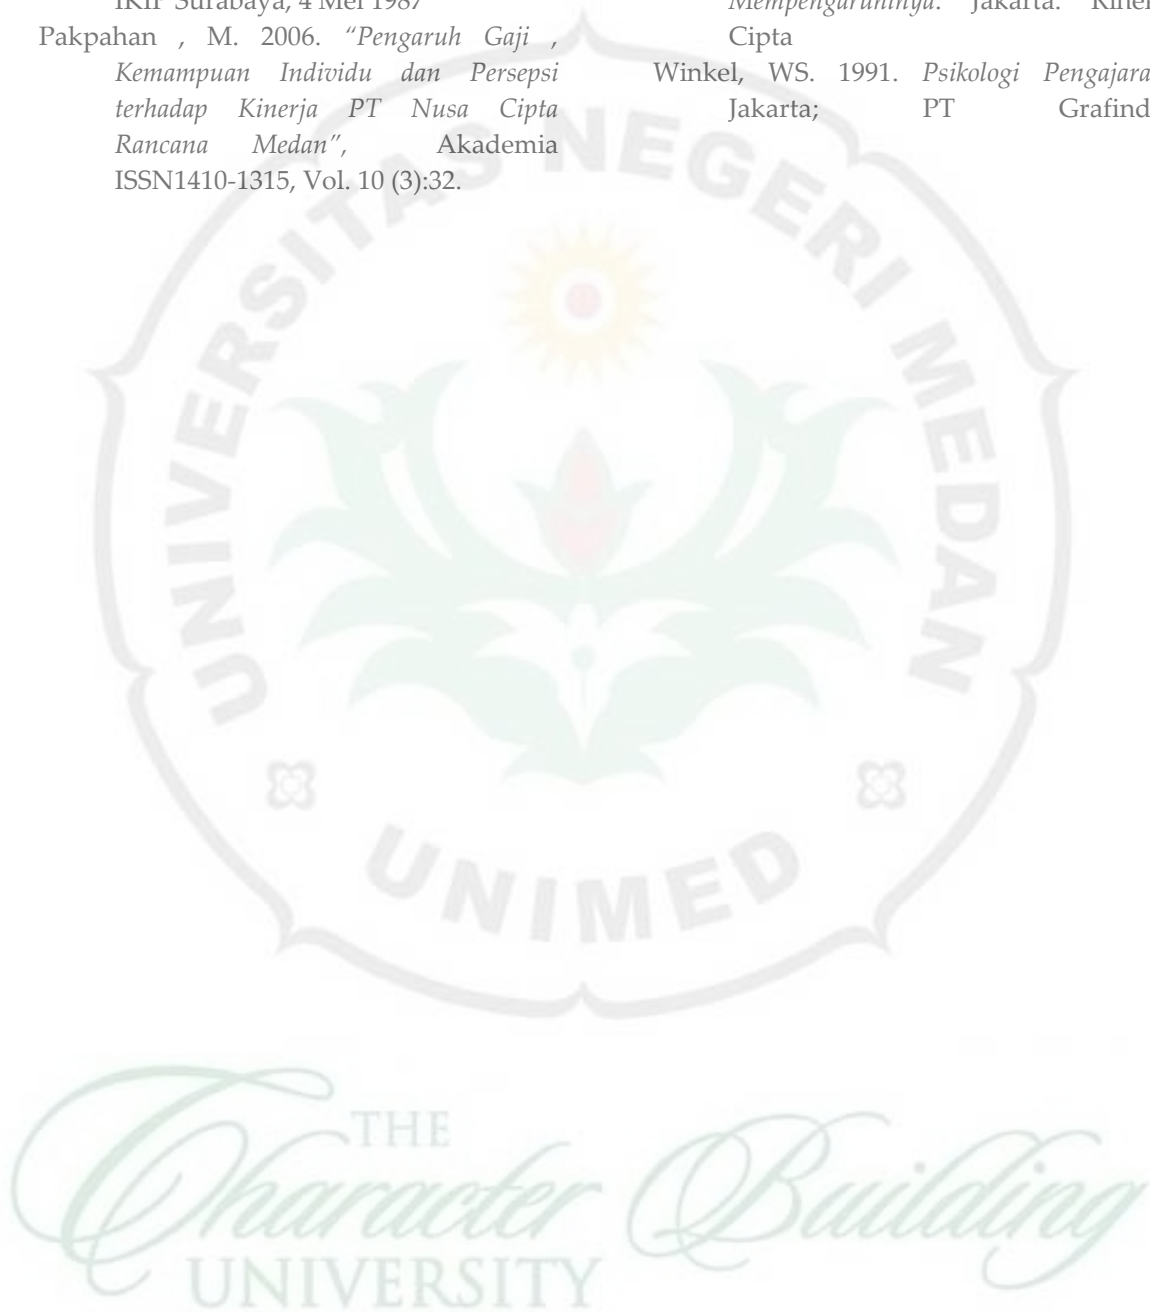 IKIP Surabaya, 4 Mei 1987
Pakpahan , M. 2006. “Pengaruh Gaji ,
Kemampuan Individu dan Persepsi
terhadap Kinerja PT Nusa Cipta
Rancana Medan”, Akademia
ISSN1410-1315, Vol. 10 (3):32.
Mempengaruhinya. Jakarta. Rinek
Cipta
Winkel, WS. 1991. Psikologi Pengajara
Jakarta; PT Grafind
UNIVERSITAS NEGERI MEDAN
UNIMED
THE
Character Building
UNIVERSITY